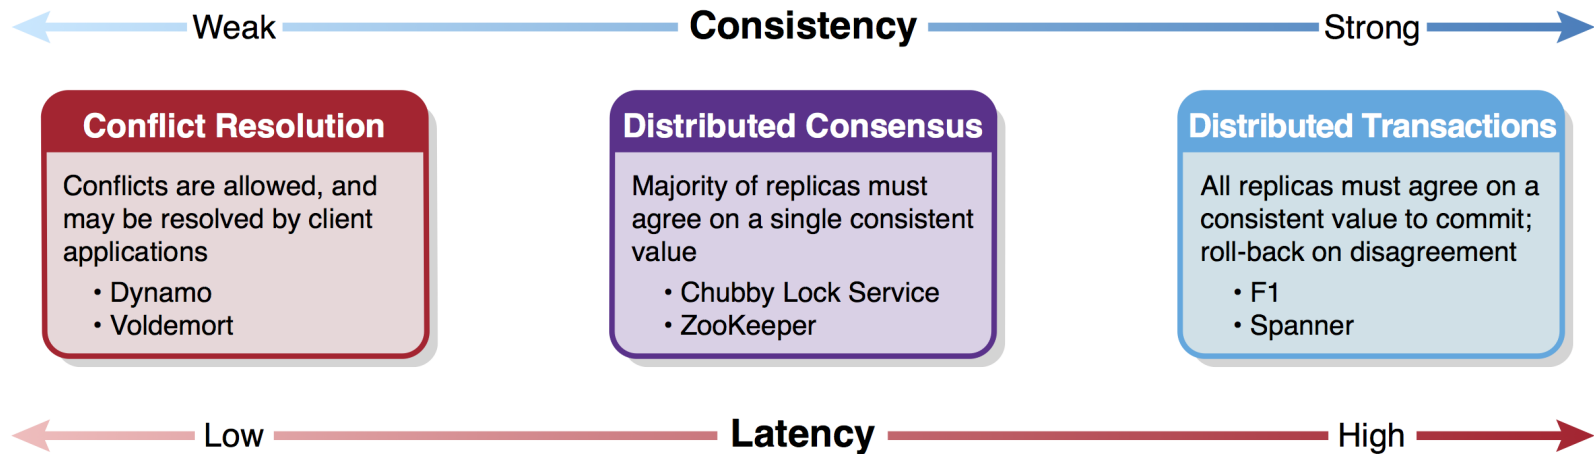 Weak Consistency Strong
Conflict Resolution
Conflicts are allowed, and
may be resolved by client
applications
• Dynamo
• Voldemort
Distributed Consensus
Majority of replicas must
agree on a single consistent
value
• Chubby Lock Service
• ZooKeeper
Distributed Transactions
All replicas must agree on a
consistent value to commit;
roll-back on disagreement
• F1
• Spanner
Low Latency High